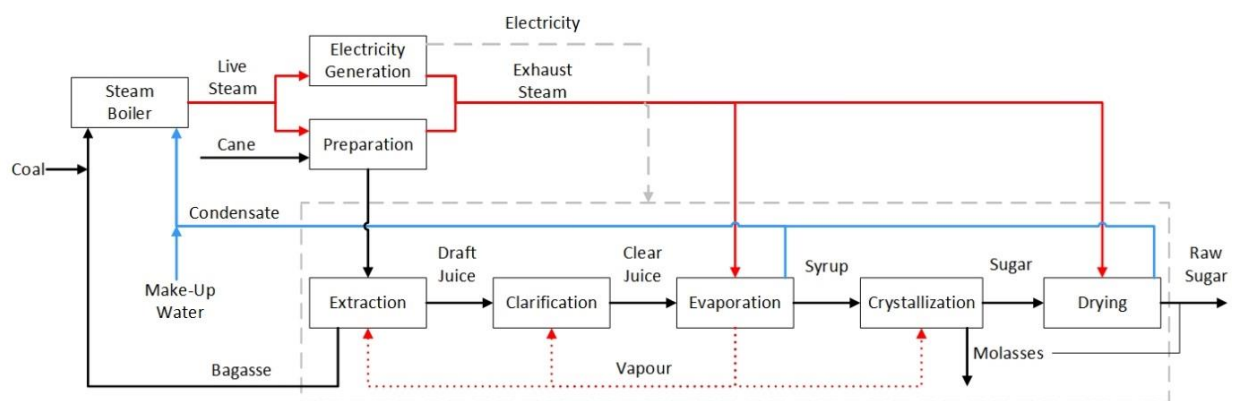 Electricity
Electricity
Generation
Live
Steam
Exhaust
Steam
Steam
Boiler
Preparation
Cane
Coal
Condensate
Make-Up
Water
Draft
Juice
Clear
Juice
Syrup
Sugar
Raw
Sugar
Extraction
Clarification
Evaporation
Crystallization
Drying
Bagasse
Vapour
Molasses